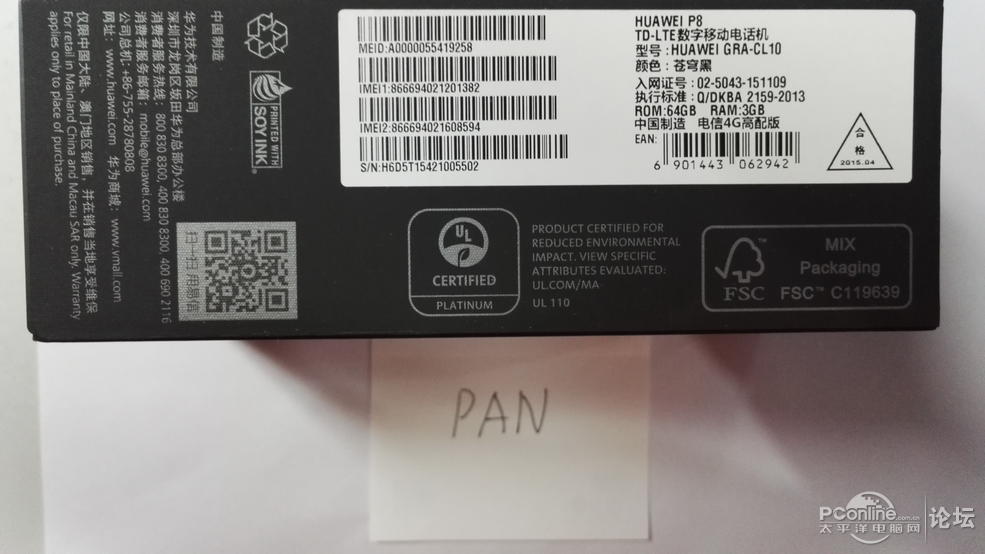 HUAWEI P8
TD-LTE数字移动电话机
型号:HUAWEI GRA-CL10
颜色:苍穹黑
入网证号:02-5043-151109
执行标准:Q/DKBA 2159-2013
ROM:64GB RAM:3GB
中国制造 电信4G高配版
EAN:
6 901443 062942
合
格
2015.04
MEID:A0000055419258
IMEI1:866694021201382
IMEI2:866694021608594
S/N:H6D5T15421005502
中国制造
PRINTED WITH
SOY INK
华为技术有限公司
深圳市龙岗区坂田华为总部办公楼
消费者服务热线:800 830 8300, 400 830 8300, 400 690 2116
消费者服务邮箱:mobile@huawei.com
公司总机:+86-755-28780808
网址:www.huawei.com 华为商城:www.vmall.com
仅限中国大陆、澳门地区销售,并在销售当地享受维保
For retail in Mainland China and Macau SAR only. Warranty
applies only to place of purchase.
UL
CERTIFIED
PLATINUM
PRODUCT CERTIFIED FOR
REDUCED ENVIRONMENTAL
IMPACT. VIEW SPECIFIC
ATTRIBUTES EVALUATED:
UL.COM/MA
UL 110
FSC
MIX
Packaging
FSC™ C119639
PAN
PConline.com.cn
太平洋电脑网
论坛